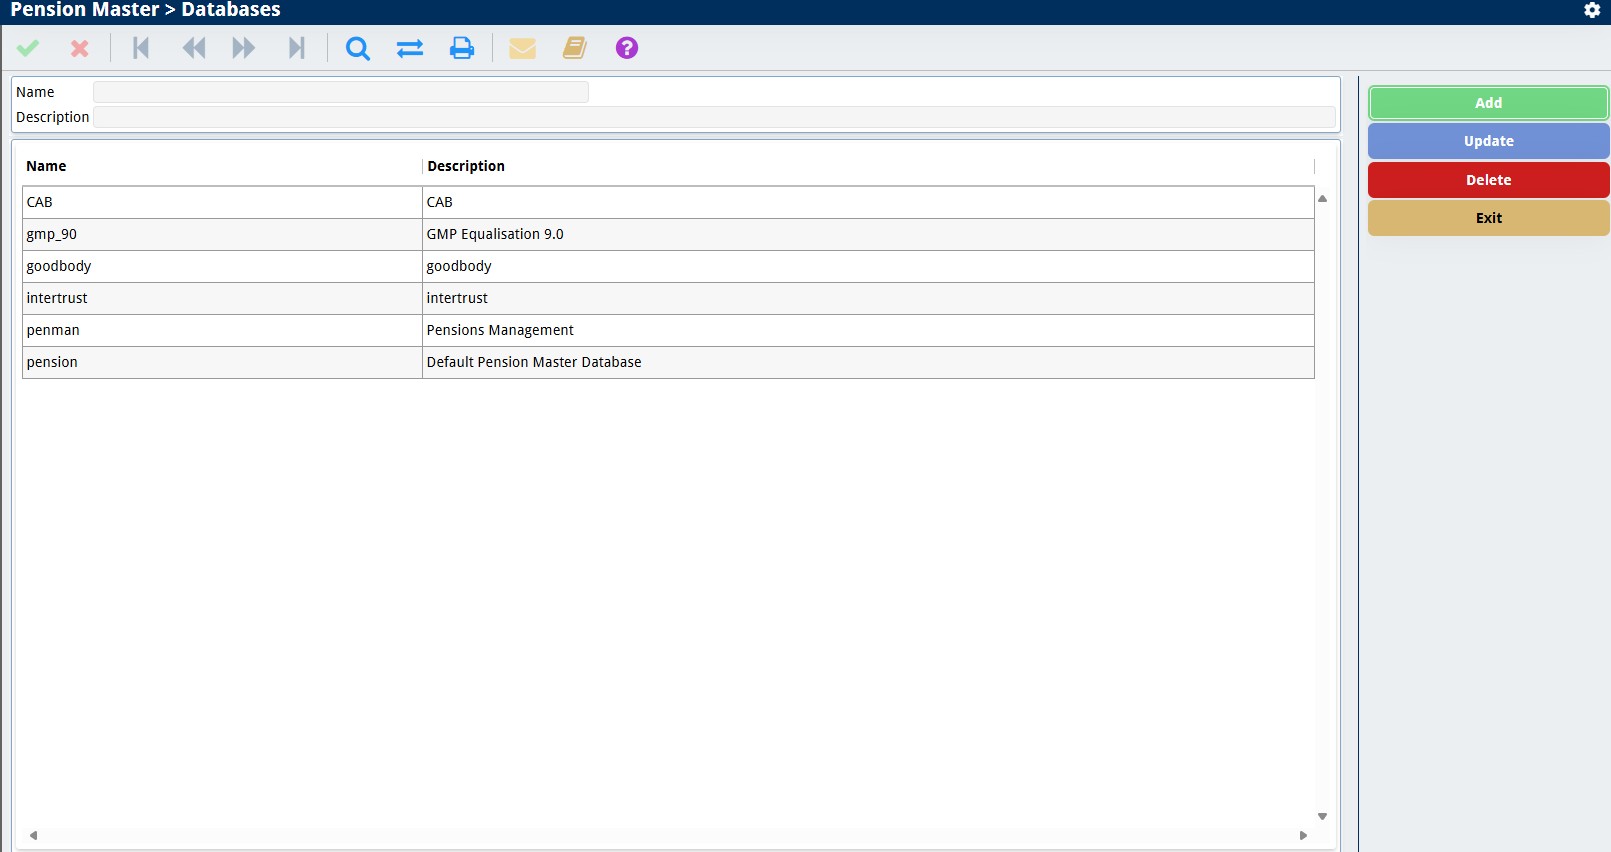 Pension Master > Databases
?
Name
Description
Name Description
CAB CAB
gmp_90 GMP Equalisation 9.0
goodbody goodbody
intertrust intertrust
penman Pensions Management
pension Default Pension Master Database
Add
Update
Delete
Exit